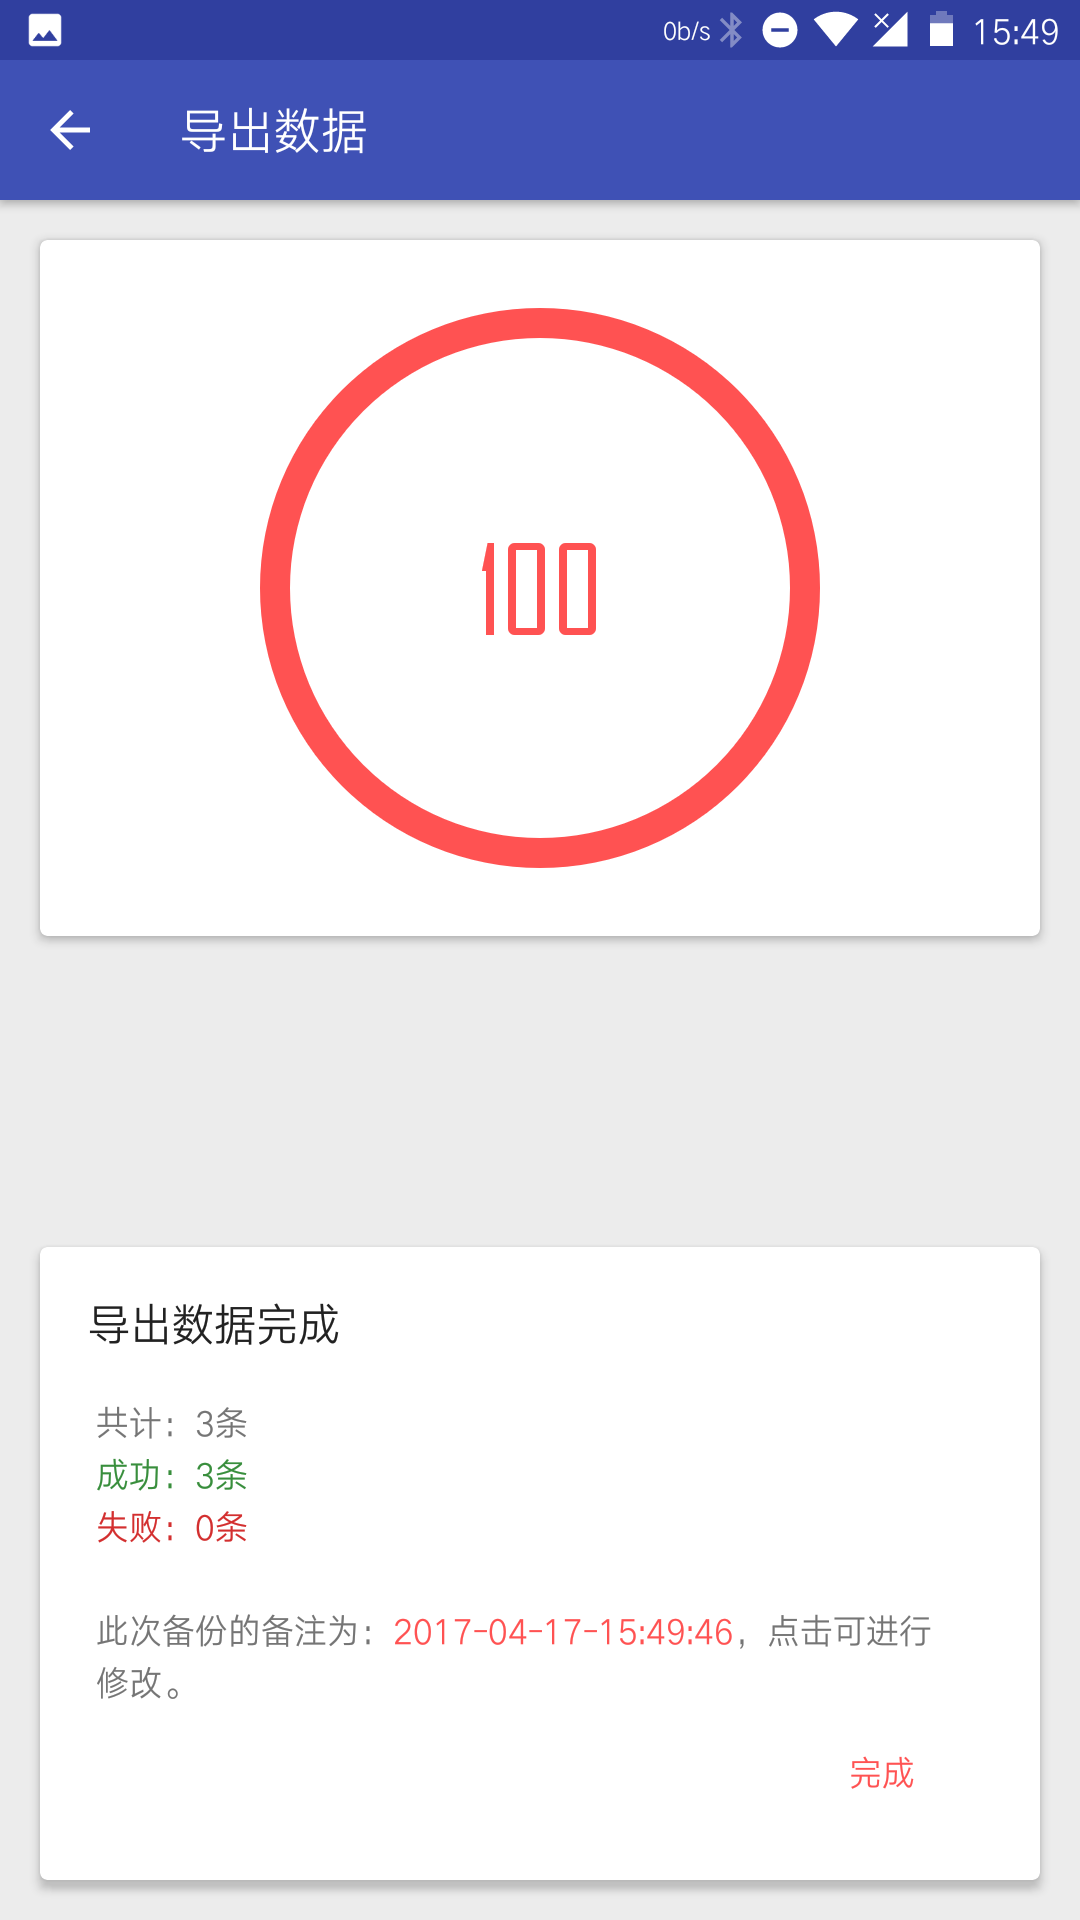 0b/s 15:49
导出数据
100
导出数据完成
共计：3条
成功：3条
失败：0条
此次备份的备注为：2017-04-17-15:49:46，点击可进行
修改。
完成